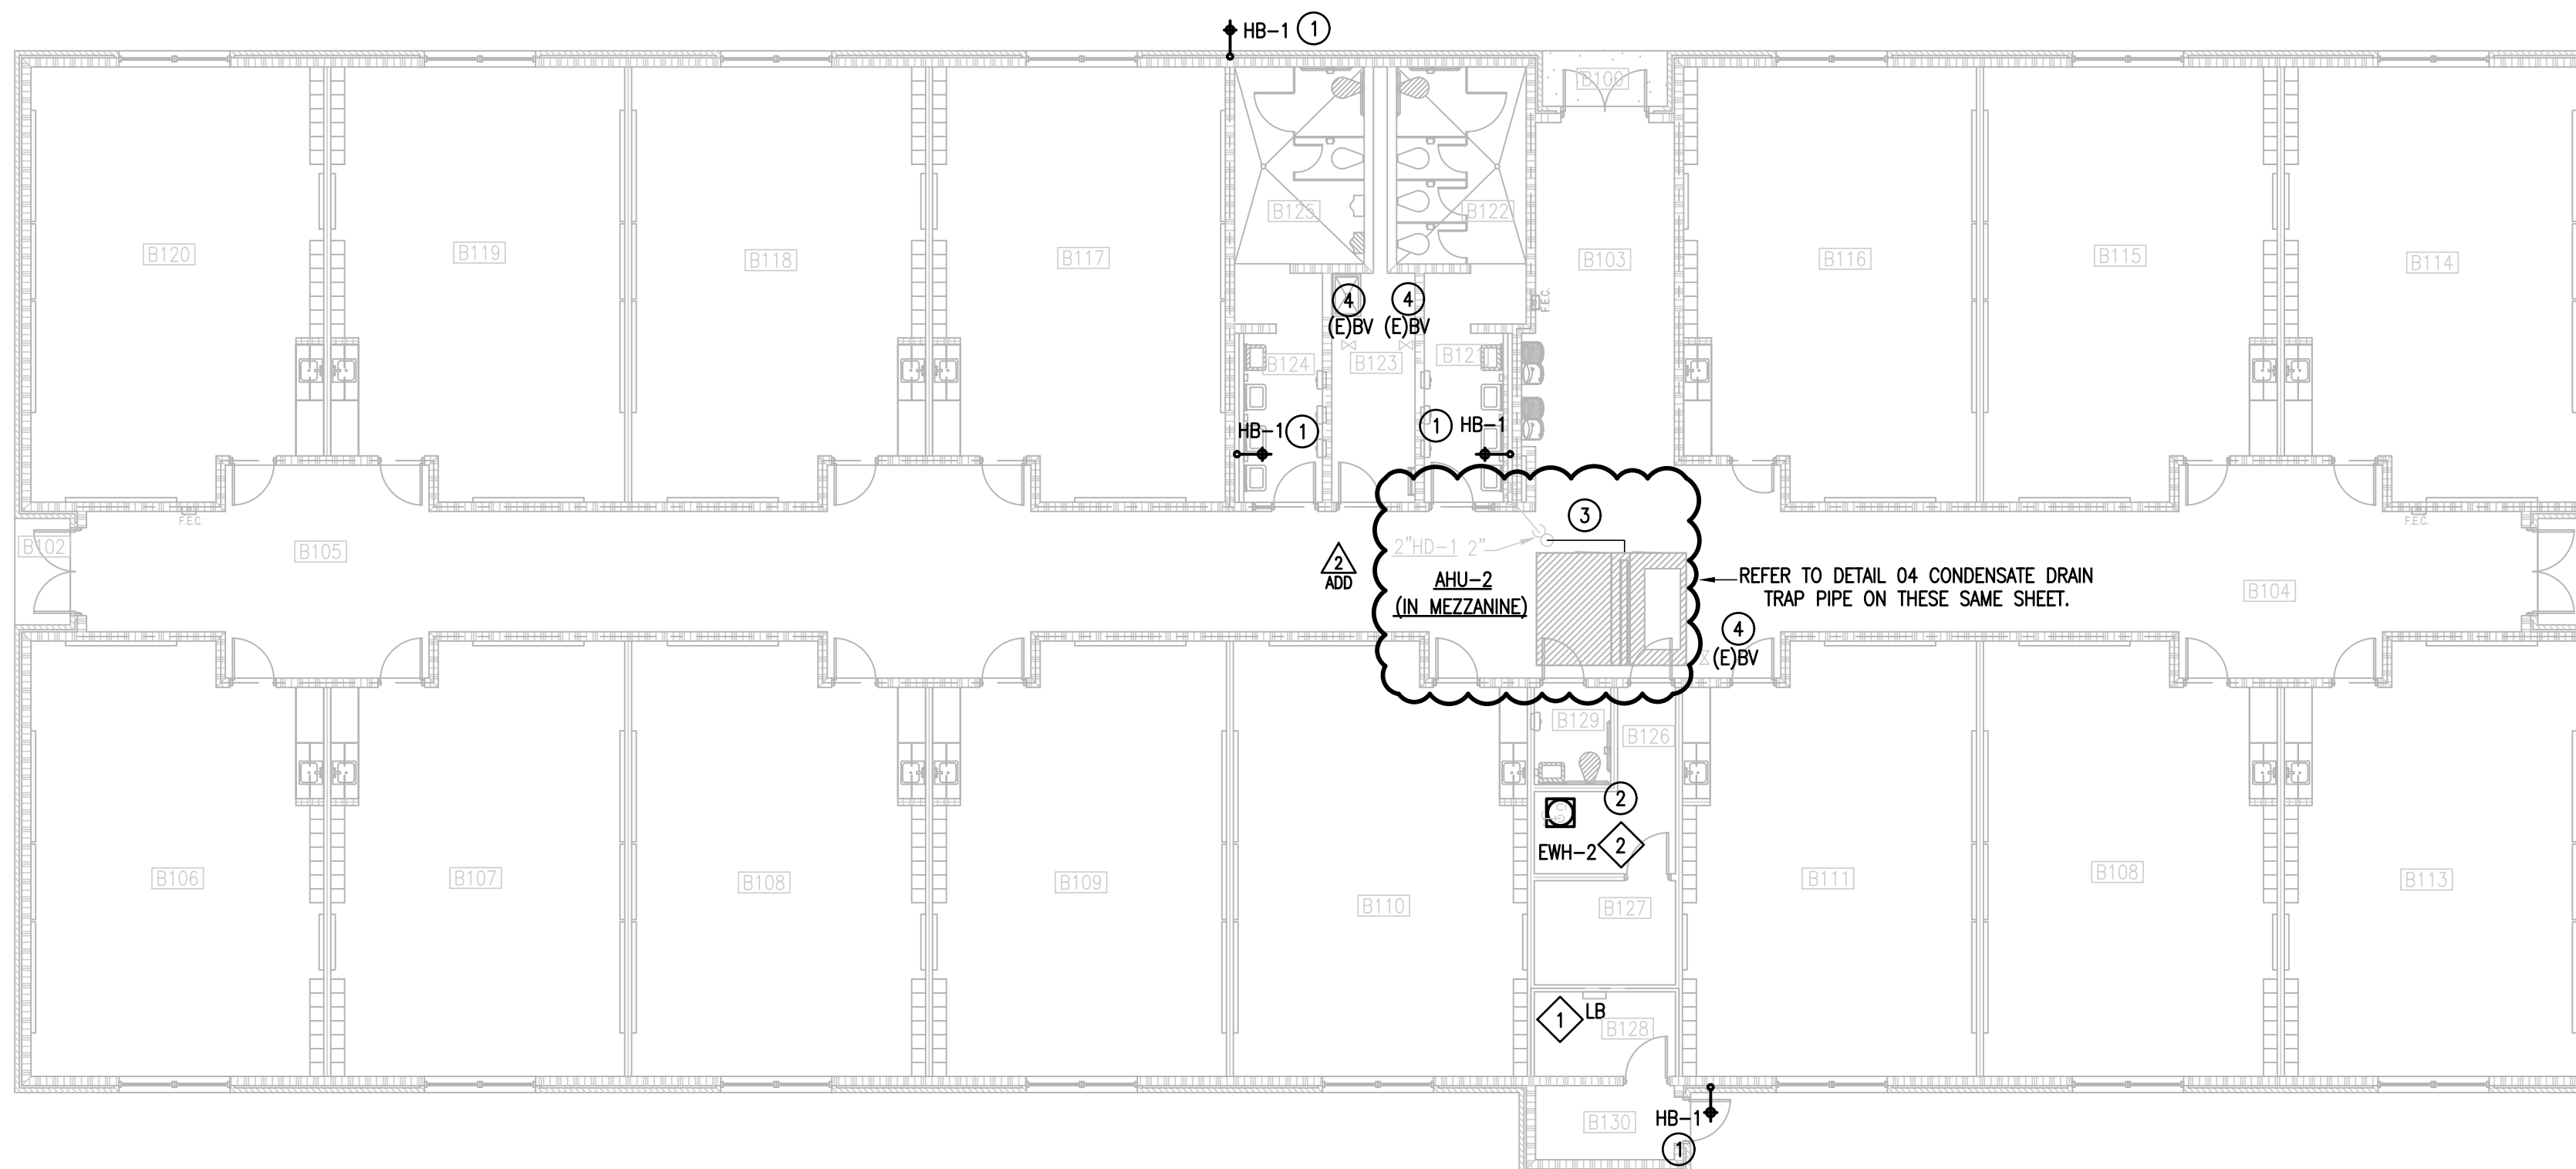 HB-1 1
B100
B120
B119
B118
B117
B125
B122
B103
B116
B115
B114
F.E.C.
4
(E)BV
4
(E)BV
B124
B123
B121
HB-1 1
1 HB-1
F.E.C.
F.E.C.
B102
B105
2
ADD
2"HD-1 2"
3
AHU-2
(IN MEZZANINE)
REFER TO DETAIL 04 CONDENSATE DRAIN
TRAP PIPE ON THESE SAME SHEET.
B104
4
(E)BV
B129
B126
2
EWH-2 2
B106
B107
B108
B109
B110
B127
B111
B108
B113
1 LB
B128
B130
HB-1
1